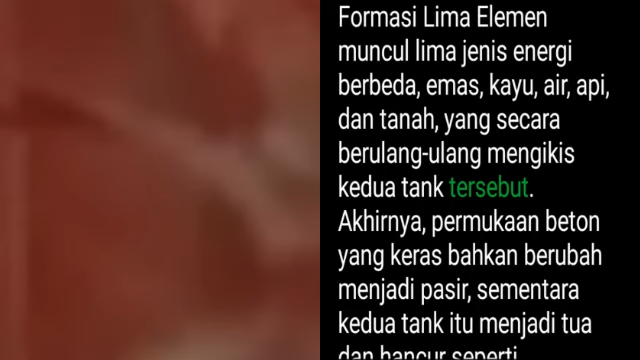 Formasi Lima Elemen
muncul lima jenis energi
berbeda, emas, kayu, air, api,
dan tanah, yang secara
berulang-ulang mengikis
kedua tank tersebut.
Akhirnya, permukaan beton
yang keras bahkan berubah
menjadi pasir, sementara
kedua tank itu menjadi tua
dan hancur seperti